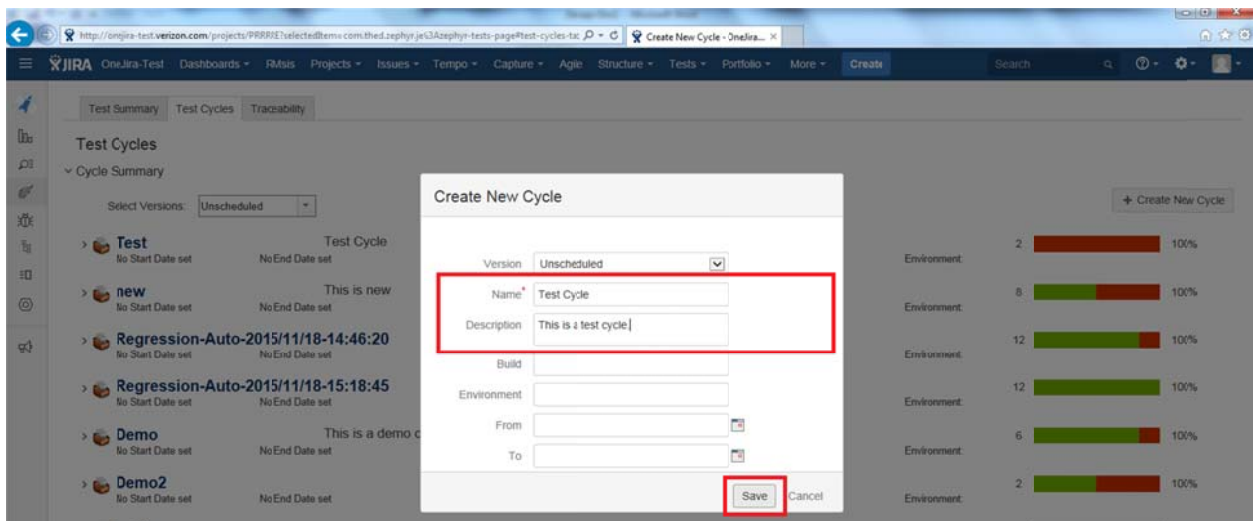 http://onejira-test.verizon.com/projects/PRRRRE?selectedItem=com.thed.zephyr.je%3Azephyr-tests-page#test-cycles-tab
Create New Cycle - OneJira...
JIRA OneJira-Test Dashboards RMsis Projects Issues Tempo Capture Agile Structure Tests Portfolio More Create Search
Test Summary Test Cycles Traceability
Test Cycles
Cycle Summary
Select Versions: Unscheduled
+ Create New Cycle
Test Test Cycle 2 100%
No Start Date set No End Date set Environment:
new This is new 8 100%
No Start Date set No End Date set Environment:
Regression-Auto-2015/11/18-14:46:20 12 100%
No Start Date set No End Date set Environment:
Regression-Auto-2015/11/18-15:18:45 12 100%
No Start Date set No End Date set Environment:
Demo This is a demo c 6 100%
No Start Date set No End Date set Environment:
Demo2 2 100%
No Start Date set No End Date set Environment:
Create New Cycle
Version Unscheduled
Name* Test Cycle
Description This is a test cycle.
Build
Environment
From
To
Save Cancel